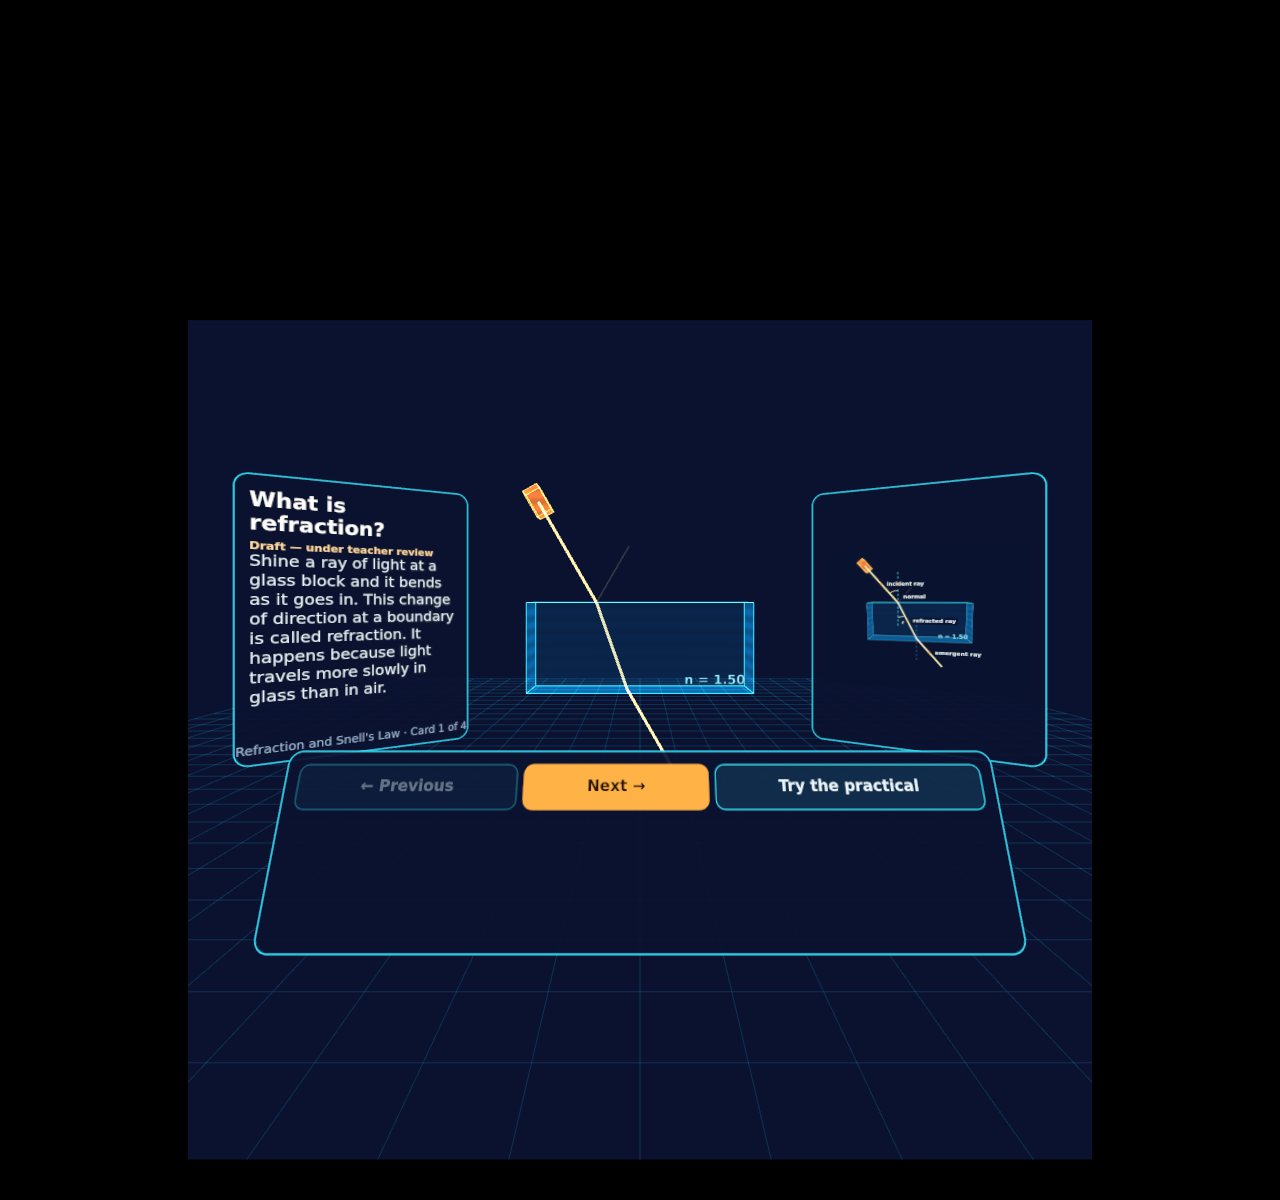 What is
refraction?
Draft — under teacher review
Shine a ray of light at a
glass block and it bends
as it goes in. This change
of direction at a boundary
is called refraction. It
happens because light
travels more slowly in
glass than in air.
Refraction and Snell's Law · Card 1 of 4
n = 1.50
incident ray
normal
refracted ray
n = 1.50
emergent ray
← Previous
Next →
Try the practical